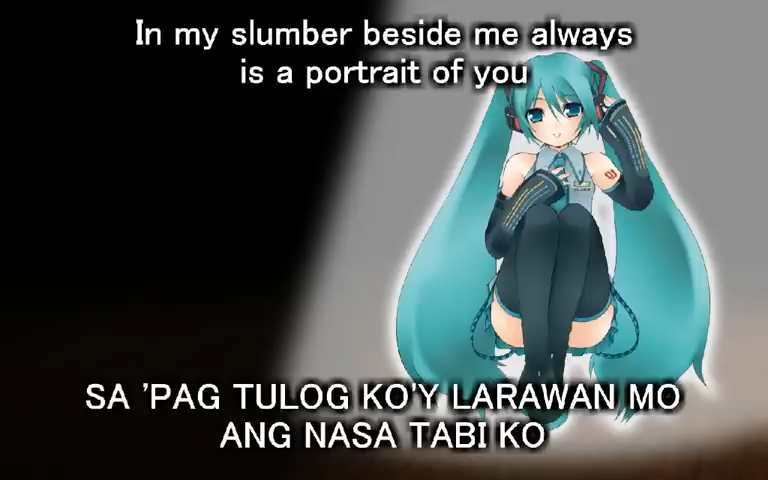 In my slumber beside me always
is a portrait of you
SA 'PAG TULOG KO'Y LARAWAN MO
ANG NASA TABI KO